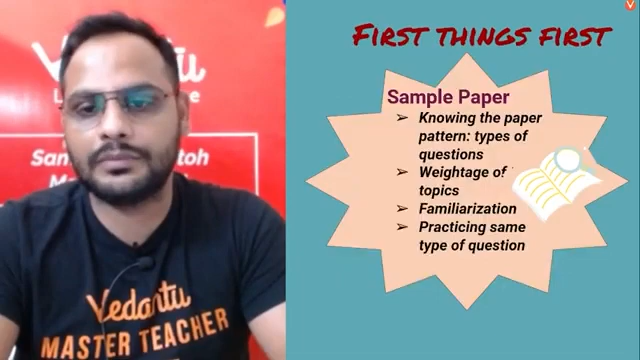 FIRST THINGS FIRST
Sample Paper
➢ Knowing the paper
pattern: types of
questions
➢ Weightage of
topics
➢ Familiarization
➢ Practicing same
type of question
Vedantu
MASTER TEACHER